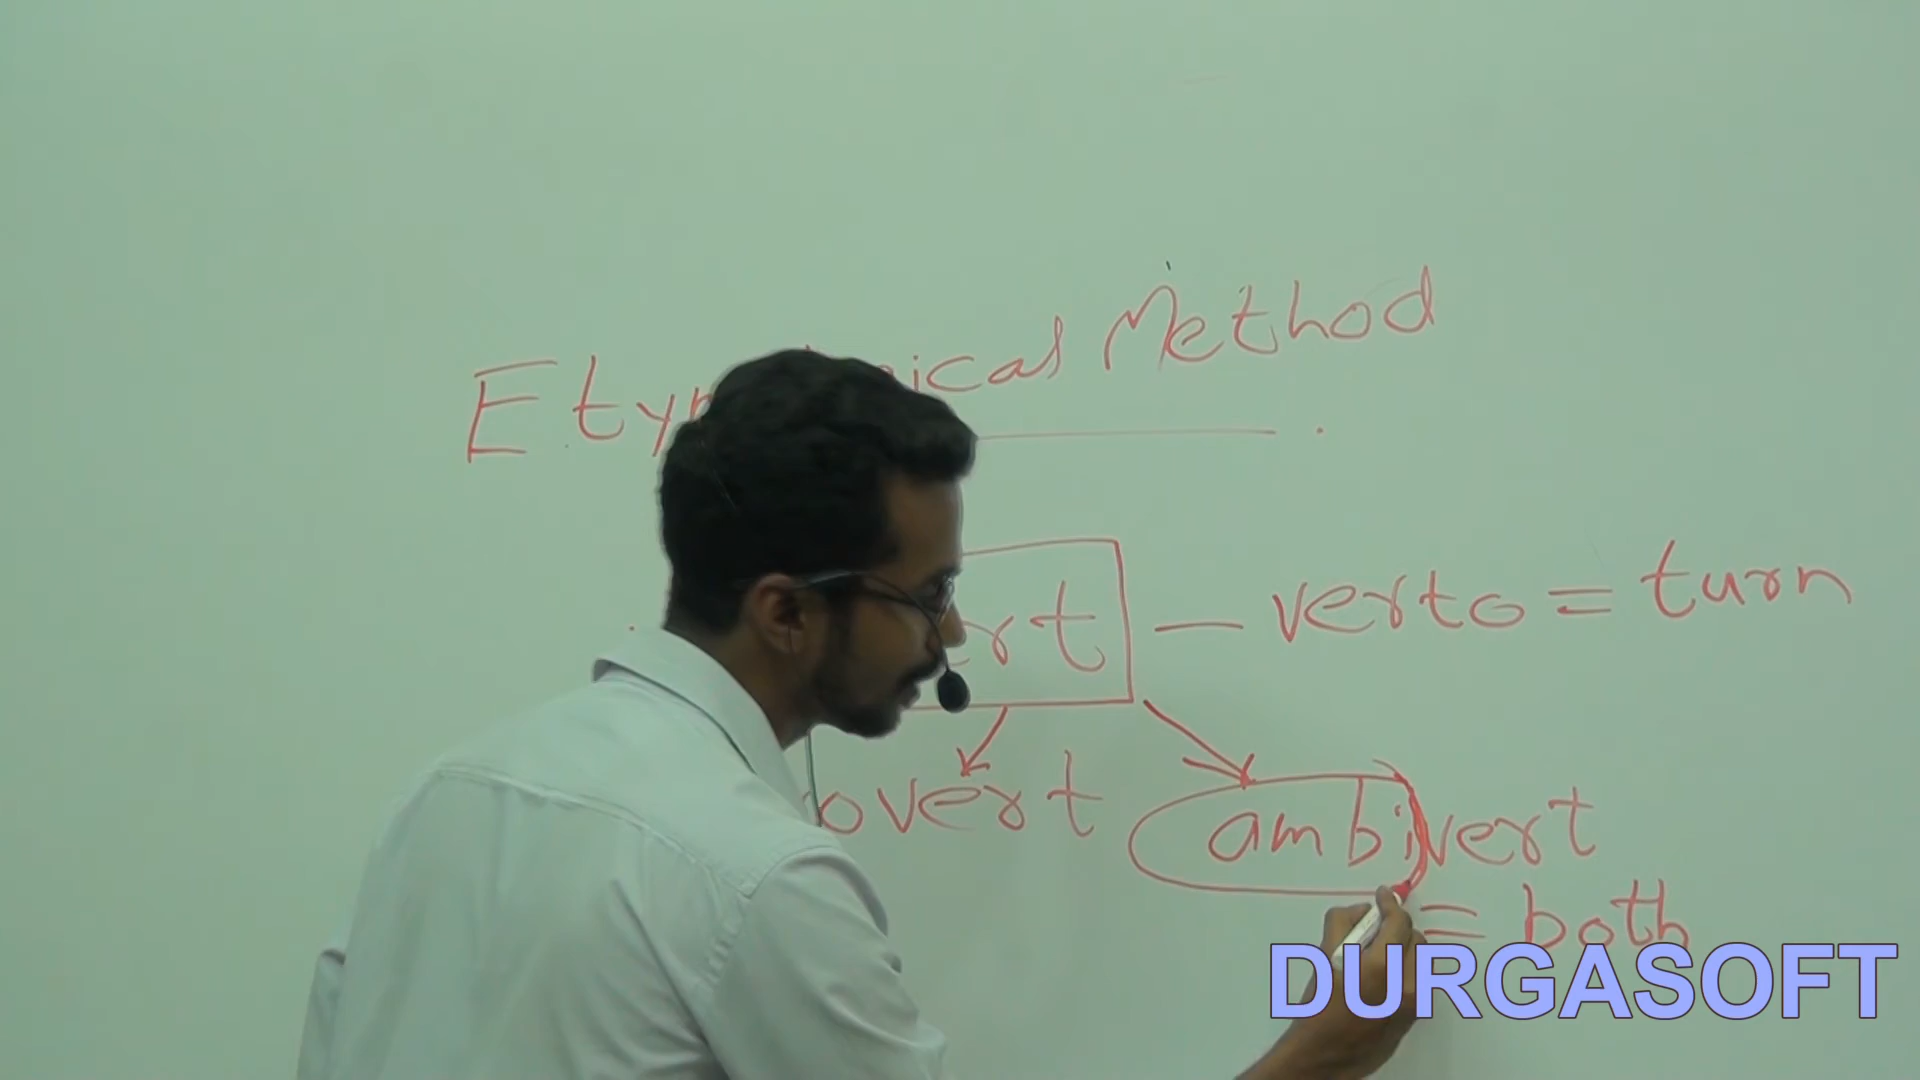 Etymological Method
vert — verto = turn
overt ambivert
= both
DURGASOFT